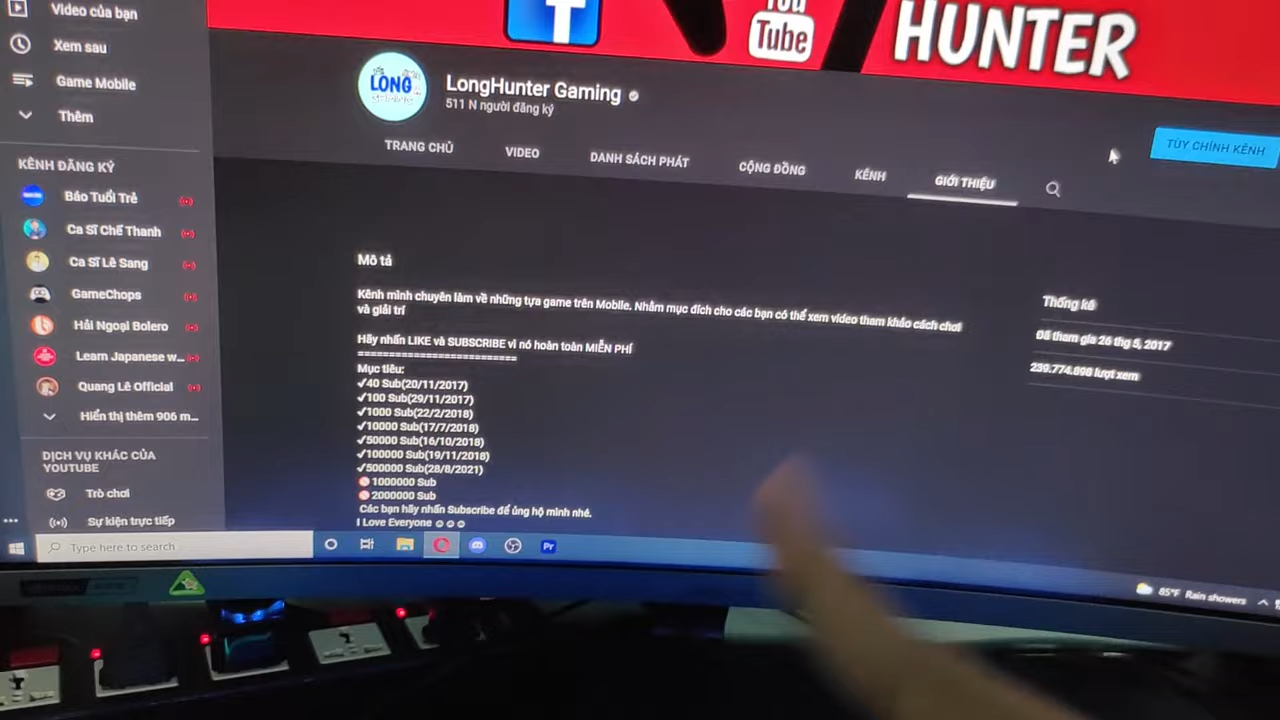 Video của bạn
Xem sau
Game Mobile
Thêm
KÊNH ĐĂNG KÝ
Báo Tuổi Trẻ
Ca Sĩ Chế Thanh
Ca Sĩ Lê Sang
GameChops
Hải Ngoại Bolero
Learn Japanese w...
Quang Lê Official
Hiển thị thêm 906 m...
DỊCH VỤ KHÁC CỦA
YOUTUBE
Trò chơi
Sự kiện trực tiếp
You
Tube
HUNTER
LONG
LongHunter Gaming
511 N người đăng ký
TÙY CHỈNH KÊNH
TRANG CHỦ VIDEO DANH SÁCH PHÁT CỘNG ĐỒNG KÊNH GIỚI THIỆU
Mô tả
Kênh mình chuyên làm về những tựa game trên Mobile. Nhằm mục đích cho các bạn có thể xem video tham khảo cách chơi
và giải trí
Hãy nhấn LIKE và SUBSCRIBE vì nó hoàn toàn MIỄN PHÍ
==========================
Mục tiêu:
✓40 Sub(20/11/2017)
✓100 Sub(29/11/2017)
✓1000 Sub(22/2/2018)
✓10000 Sub(17/7/2018)
✓50000 Sub(16/10/2018)
✓100000 Sub(19/11/2018)
✓500000 Sub(28/8/2021)
1000000 Sub
2000000 Sub
Các bạn hãy nhấn Subscribe để ủng hộ mình nhé.
I Love Everyone ☺☺☺
Thống kê
Đã tham gia 26 thg 5, 2017
239.774.898 lượt xem
Type here to search
Pr
85°F Rain showers